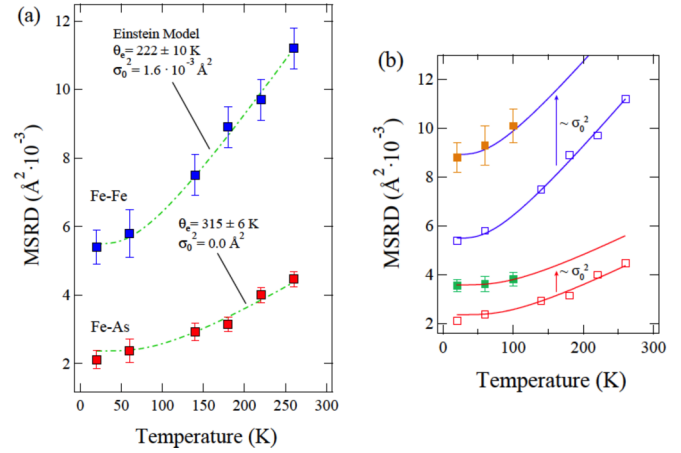 (a)
12
10
8
6
4
2
MSRD (Å²·10⁻³)
Einstein Model
θₑ= 222 ± 10 K
σ₀² = 1.6 · 10⁻³ Å²
Fe-Fe
θₑ= 315 ± 6 K
σ₀² = 0.0 Å²
Fe-As
0 50 100 150 200 250 300
Temperature (K)
(b)
12
10
8
6
4
2
MSRD (Å²·10⁻³)
~ σ₀²
~ σ₀²
0 100 200 300
Temperature (K)